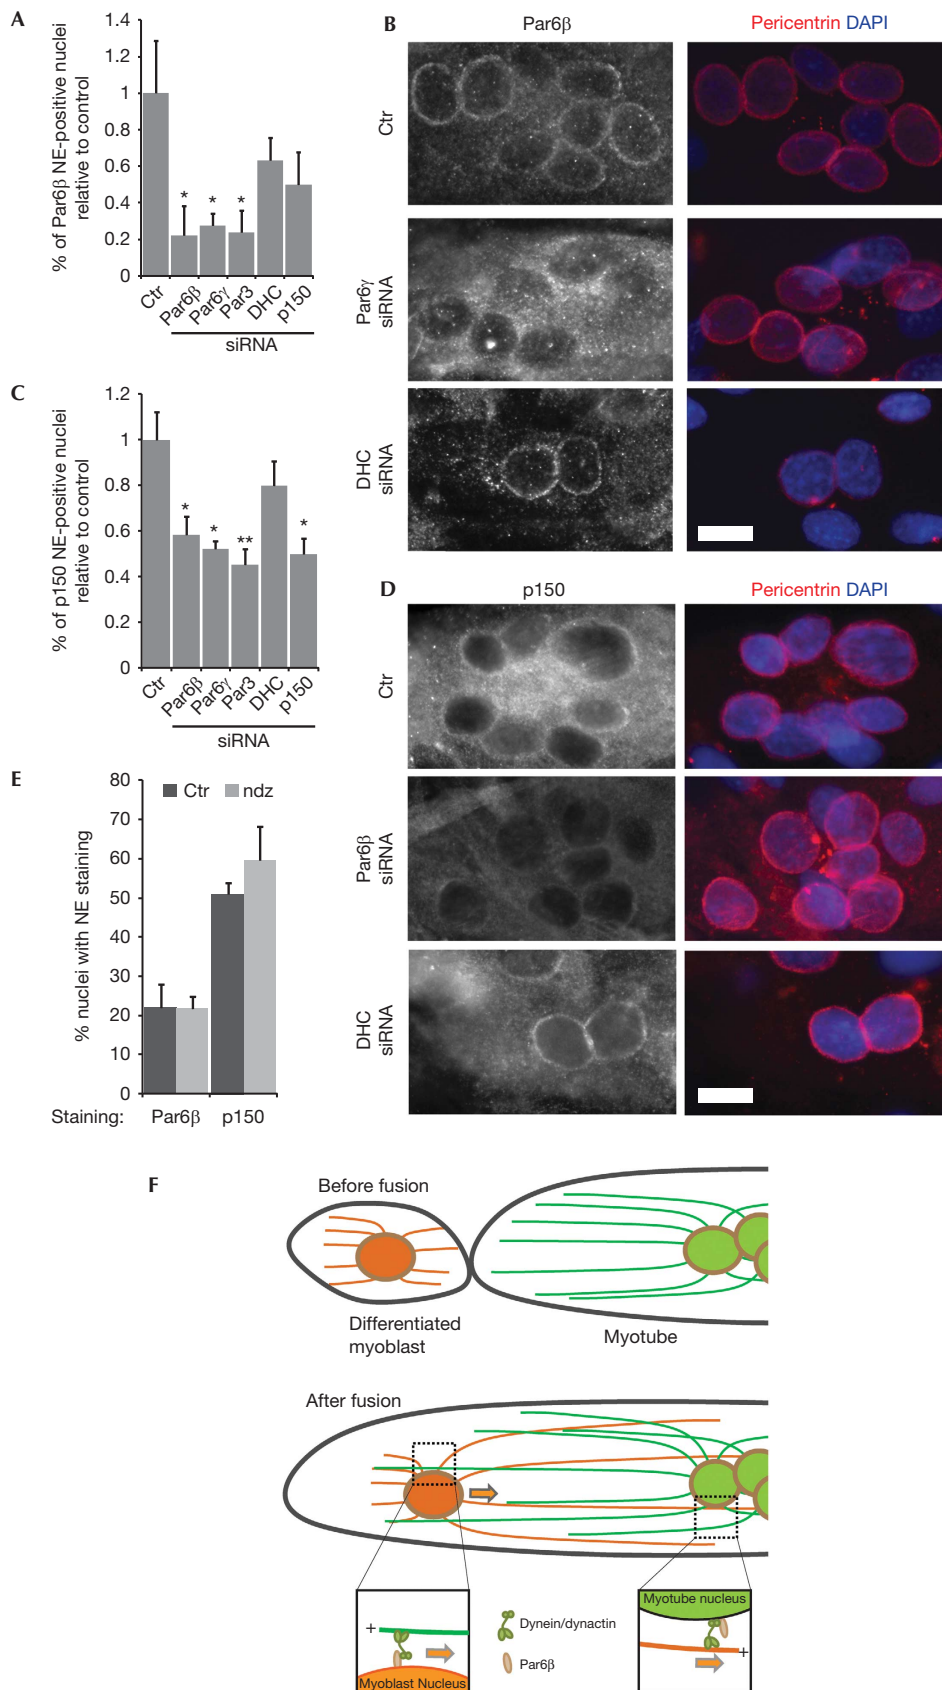 A
% of Par6β NE-positive nuclei
relative to control
1.4
1.2
1
0.8
0.6
0.4
0.2
0
*
*
*
Ctr
Par6β
Par6γ
Par3
DHC
p150
siRNA
B
Par6β
Pericentrin DAPI
Ctr
Par6γ
siRNA
DHC
siRNA
C
% of p150 NE-positive nuclei
relative to control
1.2
1
0.8
0.6
0.4
0.2
0
*
*
**
*
Ctr
Par6β
Par6γ
Par3
DHC
p150
siRNA
D
p150
Pericentrin DAPI
Ctr
Par6β
siRNA
DHC
siRNA
E
% nuclei with NE staining
80
70
60
50
40
30
20
10
0
Ctr
ndz
Staining:
Par6β
p150
F
Before fusion
Differentiated
myoblast
Myotube
After fusion
+
Myoblast Nucleus
Dynein/dynactin
Par6β
Myotube nucleus
+